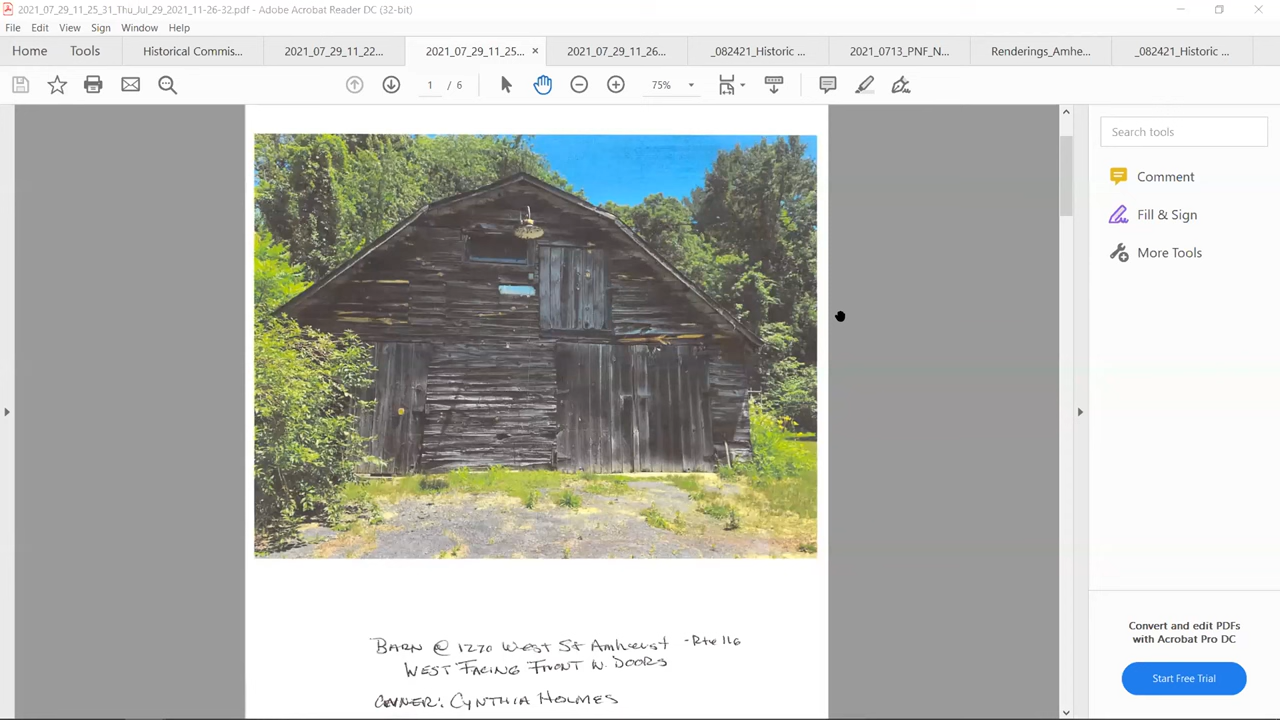 2021_07_29_11_25_31_Thu_Jul_29_2021_11-26-32.pdf - Adobe Acrobat Reader DC (32-bit)
File Edit View Sign Window Help
Home Tools Historical Commis... 2021_07_29_11_22... 2021_07_29_11_25... × 2021_07_29_11_26... _082421_Historic ... 2021_0713_PNF_N... Renderings_Amhe... _082421_Historic ...
1 / 6 75%
Search tools
Comment
Fill & Sign
More Tools
BARN @ 1270 West St Amherst - Rte 116
WEST FACING FRONT W. DOORS
OWNER: CYNTHIA HOLMES
Convert and edit PDFs
with Acrobat Pro DC
Start Free Trial